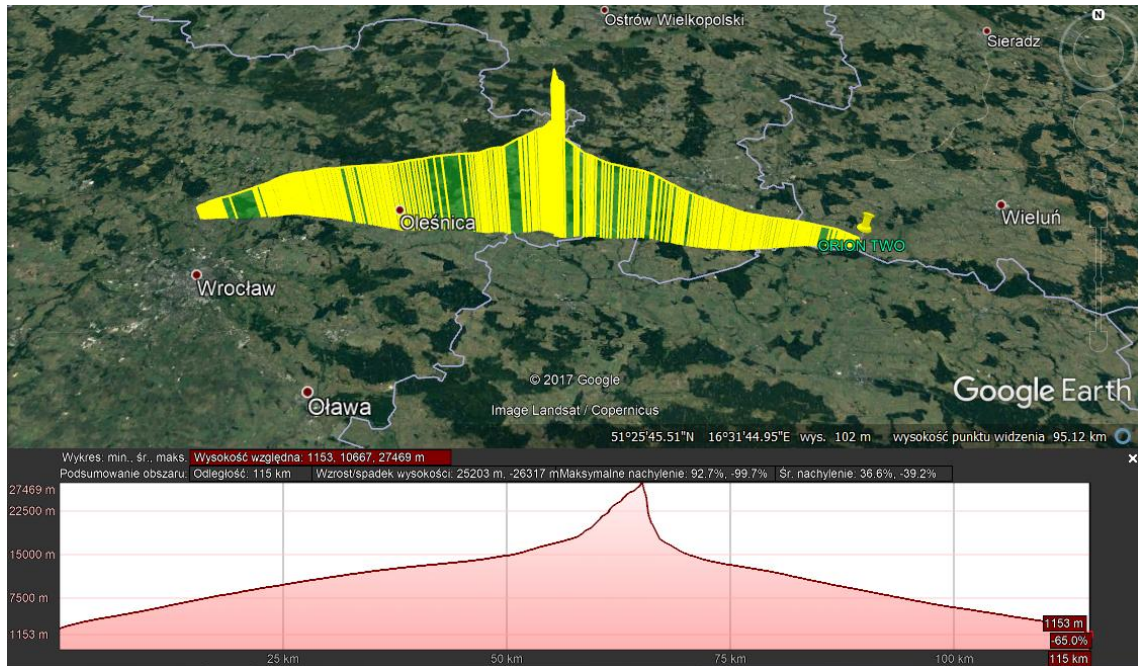 Ostrów Wielkopolski
N
Sieradz
Oleśnica
Wieluń
ORION TWO
Wrocław
© 2017 Google
Google Earth
Oława
Image Landsat / Copernicus
51°25'45.51"N 16°31'44.95"E wys. 102 m wysokość punktu widzenia 95.12 km
Wykres: min., śr., maks. Wysokość względna: 1153, 10667, 27469 m
Podsumowanie obszaru: Odległość: 115 km Wzrost/spadek wysokości: 25203 m, -26317 m Maksymalne nachylenie: 92.7%, -99.7% Śr. nachylenie: 36.6%, -39.2%
27469 m
22500 m
15000 m
7500 m
1153 m
1153 m
-65.0%
25 km 50 km 75 km 100 km 115 km